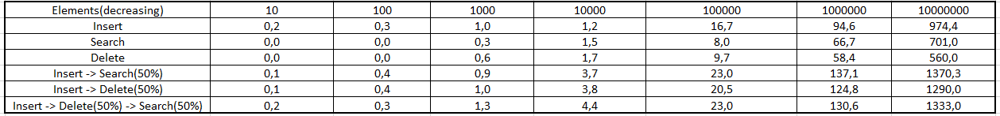 Elements(decreasing) 10 100 1000 10000 100000 1000000 10000000
Insert 0,2 0,3 1,0 1,2 16,7 94,6 974,4
Search 0,0 0,0 0,3 1,5 8,0 66,7 701,0
Delete 0,0 0,0 0,6 1,7 9,7 58,4 560,0
Insert -> Search(50%) 0,1 0,4 0,9 3,7 23,0 137,1 1370,3
Insert -> Delete(50%) 0,1 0,4 1,0 3,8 20,5 124,8 1290,0
Insert -> Delete(50%) -> Search(50%) 0,2 0,3 1,3 4,4 23,0 130,6 1333,0